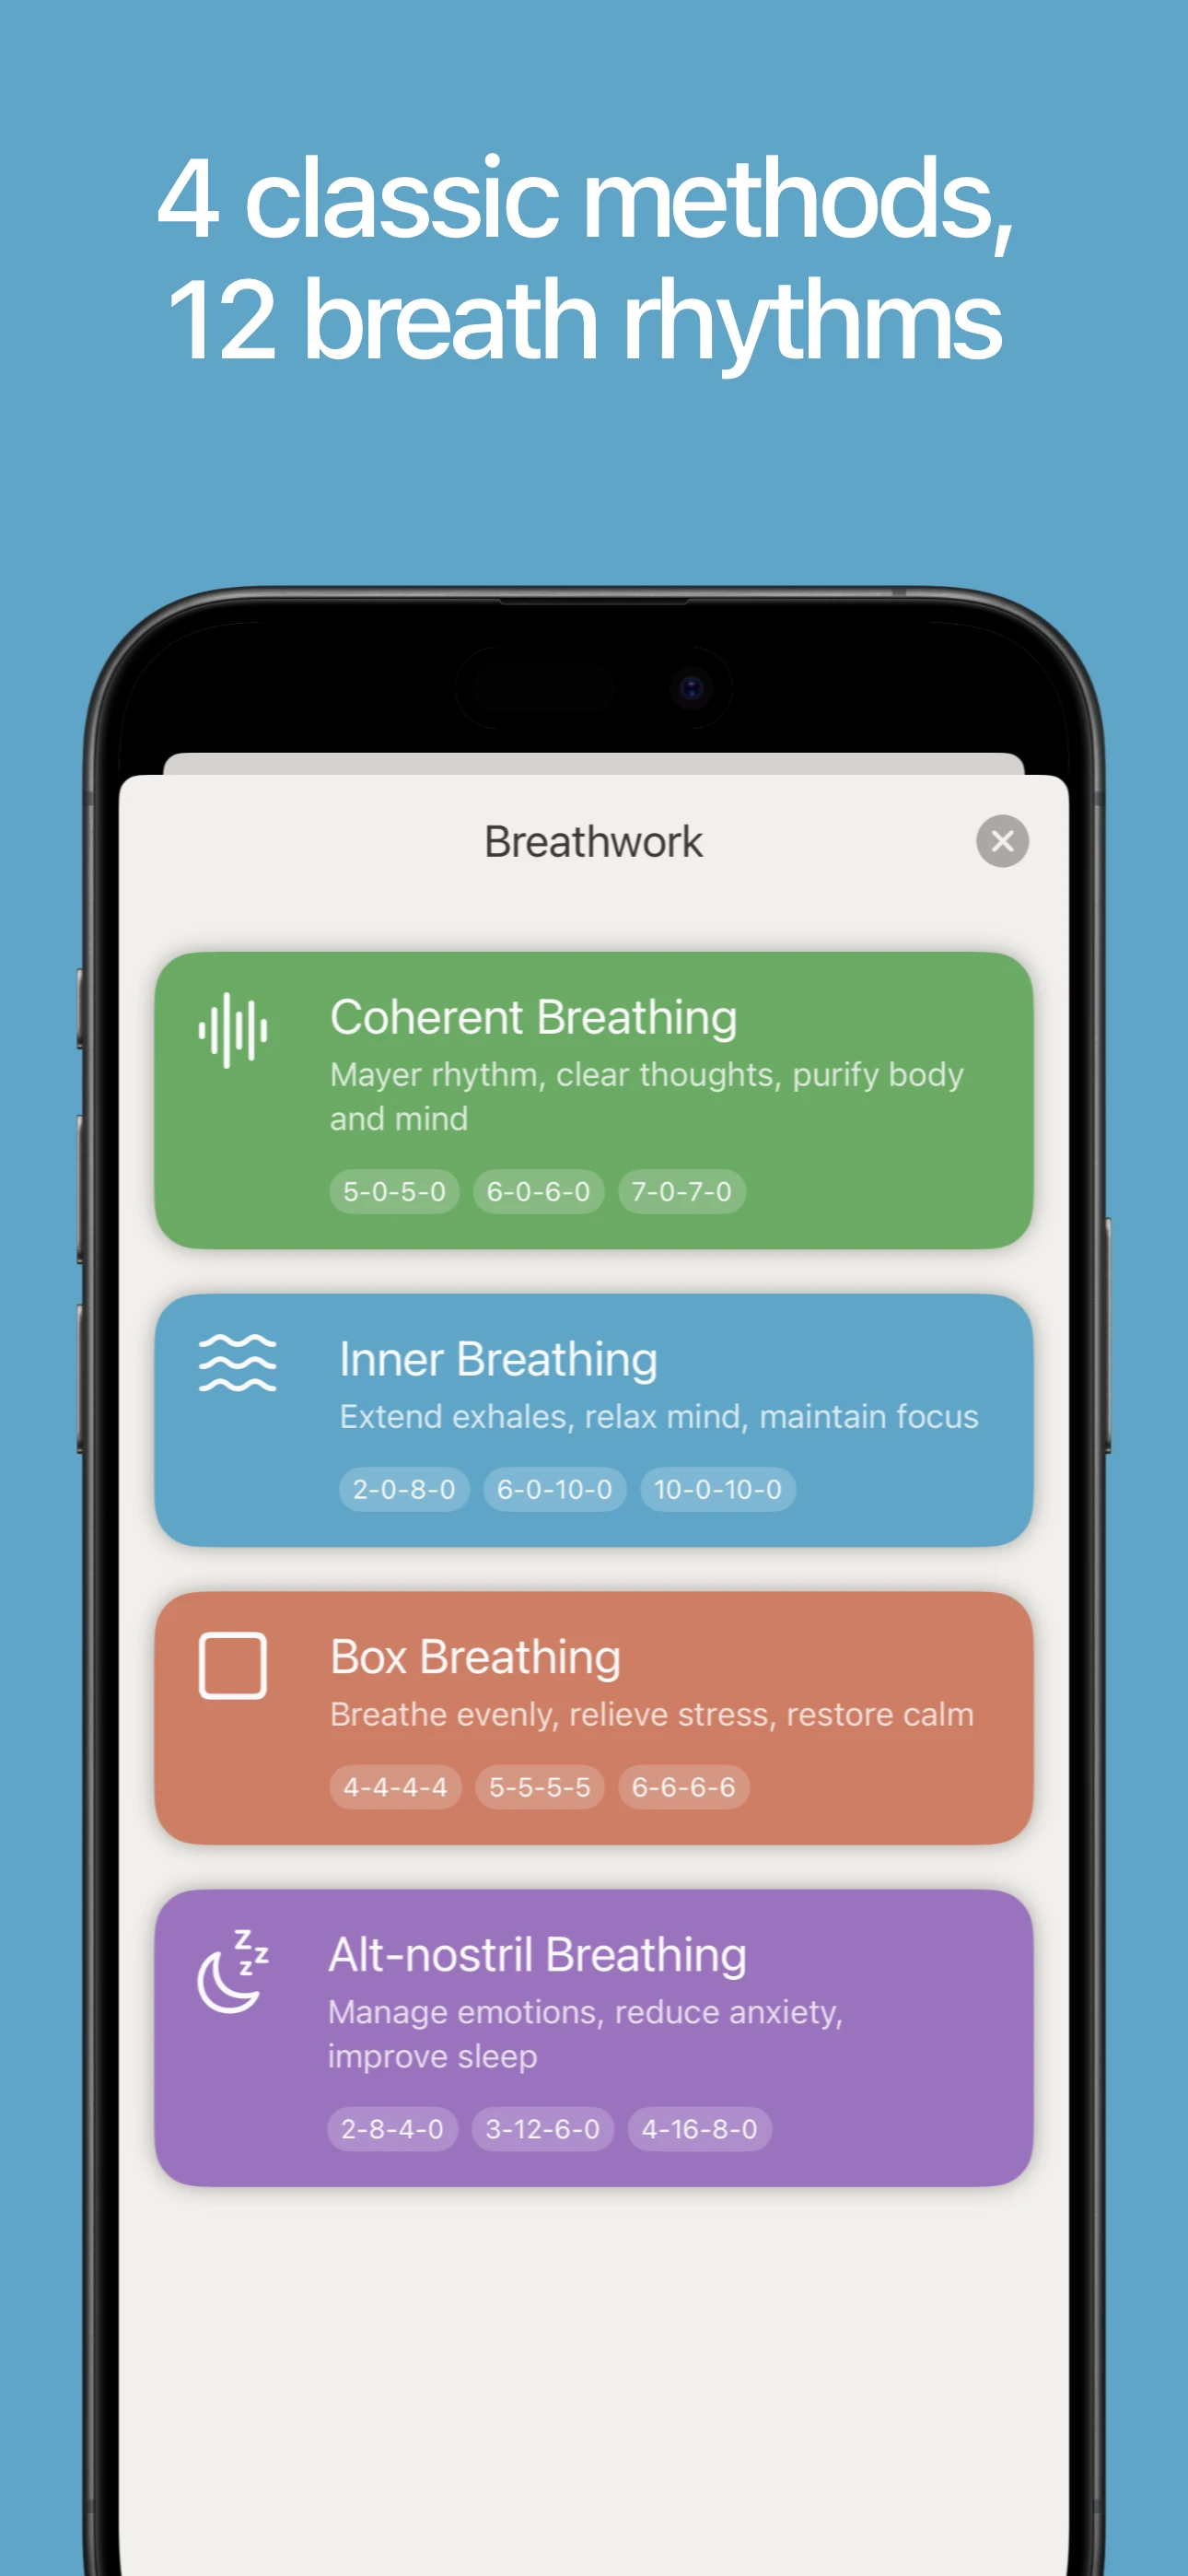 4 classic methods,
12 breath rhythms
Breathwork
Coherent Breathing
Mayer rhythm, clear thoughts, purify body
and mind
5-0-5-0 6-0-6-0 7-0-7-0
Inner Breathing
Extend exhales, relax mind, maintain focus
2-0-8-0 6-0-10-0 10-0-10-0
Box Breathing
Breathe evenly, relieve stress, restore calm
4-4-4-4 5-5-5-5 6-6-6-6
z z z
Alt-nostril Breathing
Manage emotions, reduce anxiety,
improve sleep
2-8-4-0 3-12-6-0 4-16-8-0